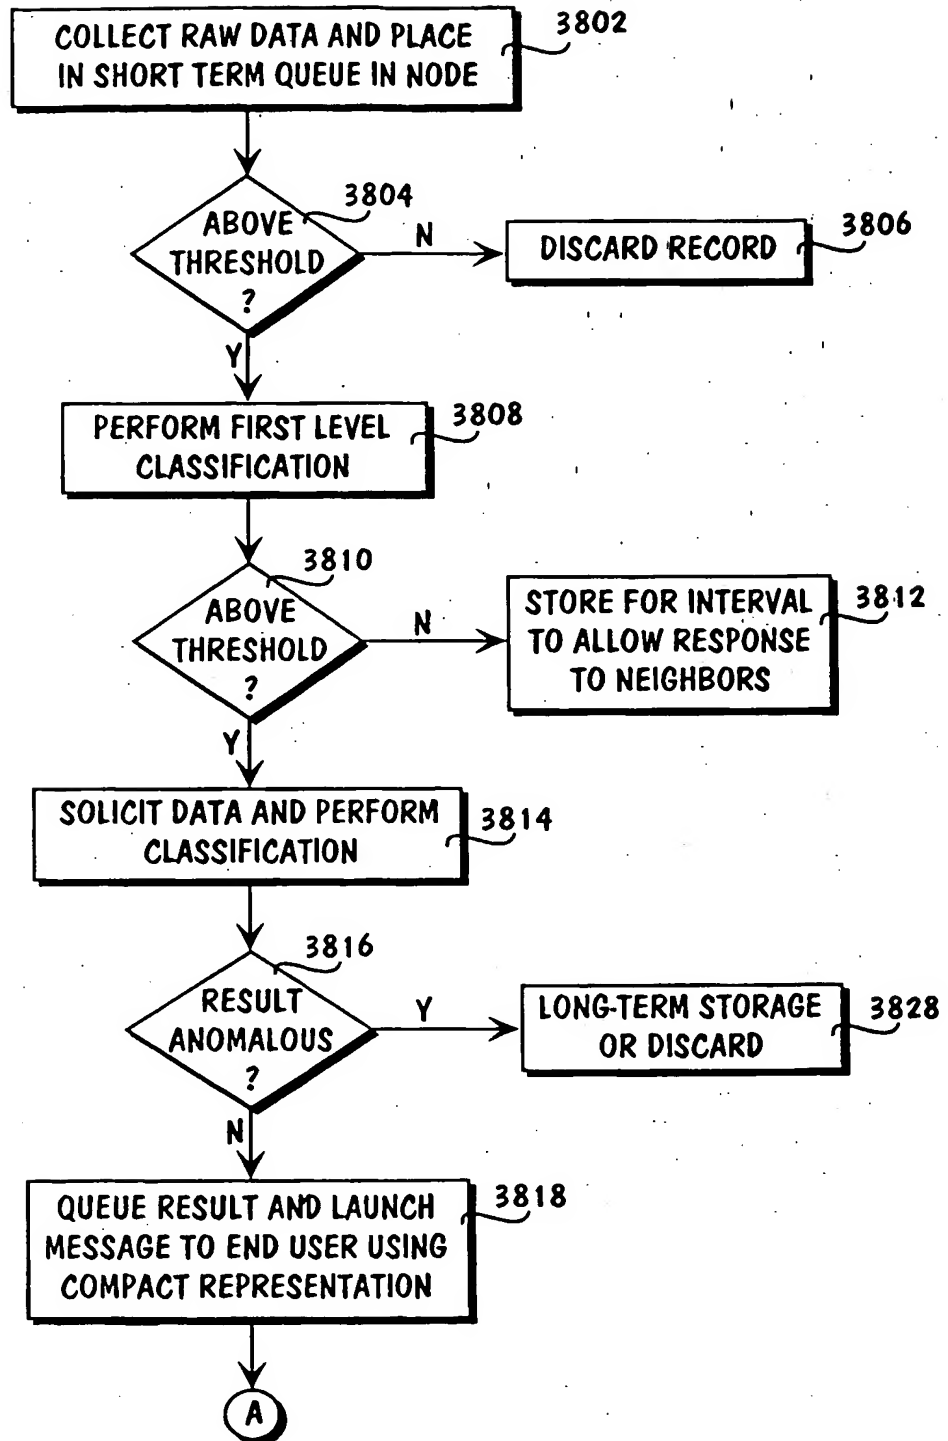 COLLECT RAW DATA AND PLACE
IN SHORT TERM QUEUE IN NODE
3802
3804
ABOVE
THRESHOLD
?
N
DISCARD RECORD
3806
Y
PERFORM FIRST LEVEL
CLASSIFICATION
3808
3810
ABOVE
THRESHOLD
?
N
STORE FOR INTERVAL
TO ALLOW RESPONSE
TO NEIGHBORS
3812
Y
SOLICIT DATA AND PERFORM
CLASSIFICATION
3814
3816
RESULT
ANOMALOUS
?
Y
LONG-TERM STORAGE
OR DISCARD
3828
N
QUEUE RESULT AND LAUNCH
MESSAGE TO END USER USING
COMPACT REPRESENTATION
3818
A